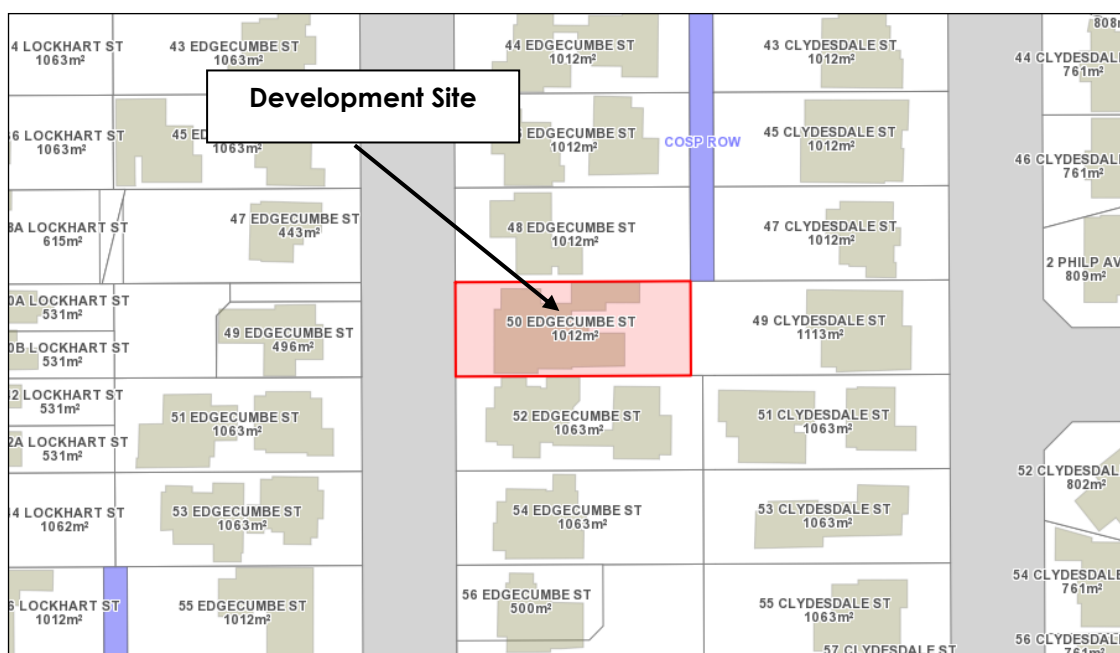 808m
4 LOCKHART ST
1063m²
43 EDGECUMBE ST
1063m²
44 EDGECUMBE ST
1012m²
43 CLYDESDALE ST
1012m²
44 CLYDESDALE
761m²
Development Site
6 LOCKHART ST
1063m²
45 ED
1063m²
EDGECUMBE ST
1012m²
COSP ROW
45 CLYDESDALE ST
1012m²
46 CLYDESDALE
761m²
8A LOCKHART ST
615m²
47 EDGECUMBE ST
443m²
48 EDGECUMBE ST
1012m²
47 CLYDESDALE ST
1012m²
2 PHILP AV
809m²
0A LOCKHART ST
531m²
0B LOCKHART ST
531m²
49 EDGECUMBE ST
496m²
50 EDGECUMBE ST
1012m²
49 CLYDESDALE ST
1113m²
2 LOCKHART ST
531m²
2A LOCKHART ST
531m²
51 EDGECUMBE ST
1063m²
52 EDGECUMBE ST
1063m²
51 CLYDESDALE ST
1063m²
52 CLYDESDAL
802m²
4 LOCKHART ST
1062m²
53 EDGECUMBE ST
1063m²
54 EDGECUMBE ST
1063m²
53 CLYDESDALE ST
1063m²
54 CLYDESDALE
761m²
6 LOCKHART ST
1012m²
55 EDGECUMBE ST
1012m²
56 EDGECUMBE ST
500m²
55 CLYDESDALE ST
1063m²
57 CLYDESDALE ST
56 CLYDESDALE
761m²